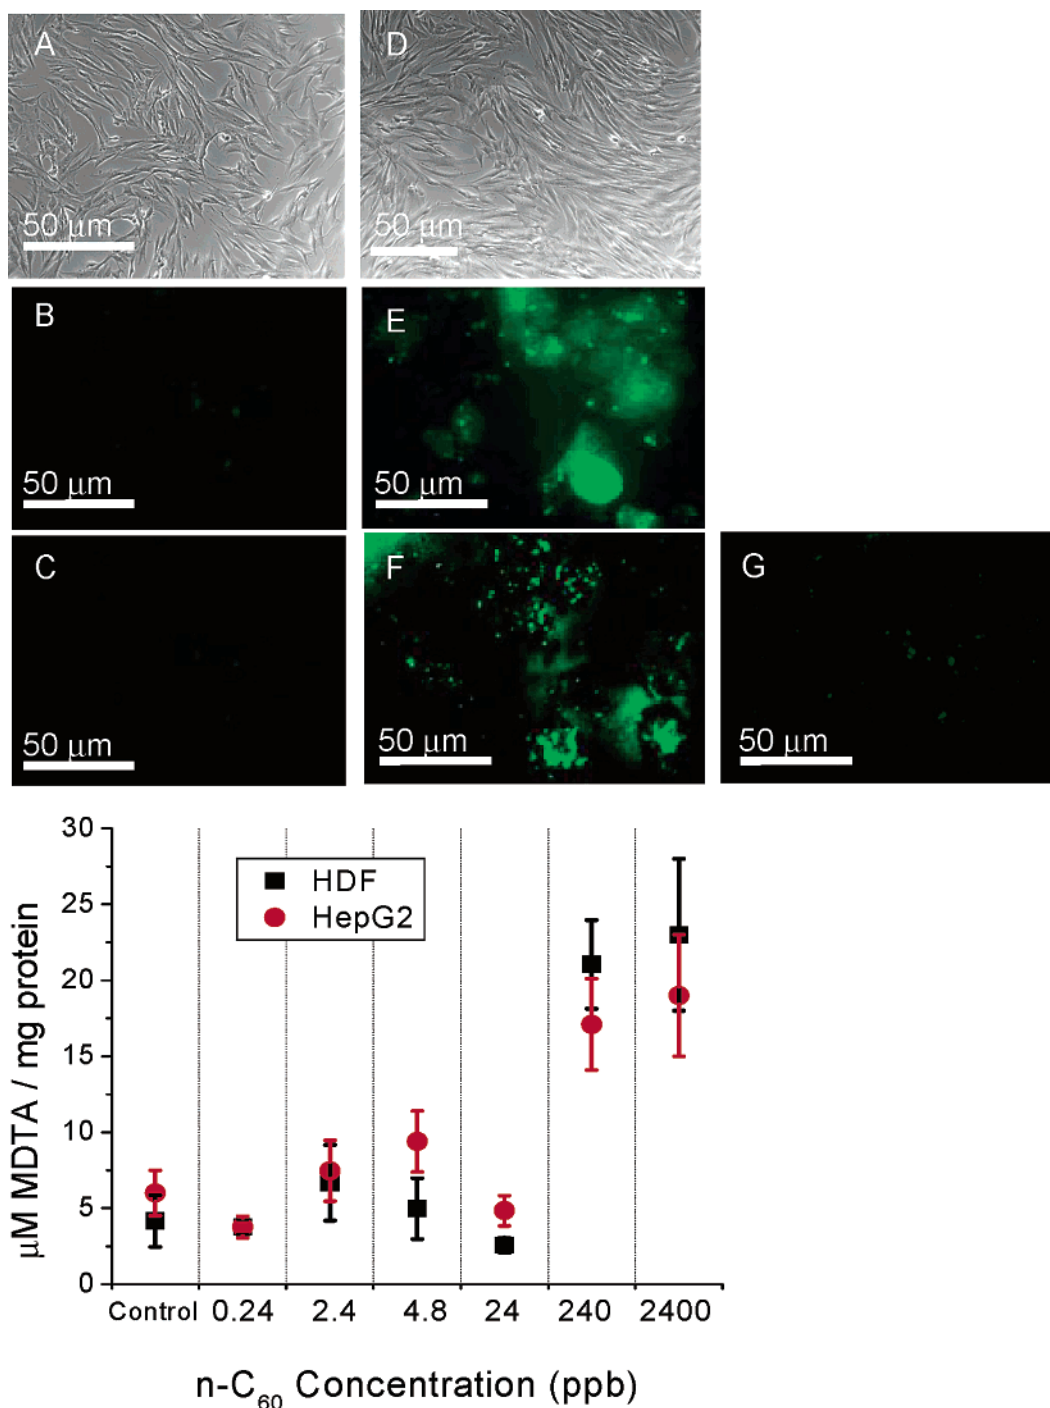 A
50 μm
D
50 μm
B
50 μm
E
50 μm
C
50 μm
F
50 μm
G
50 μm
μM MDTA / mg protein
30
25
20
15
10
5
0
HDF
HepG2
Control 0.24 2.4 4.8 24 240 2400
n-C₆₀ Concentration (ppb)